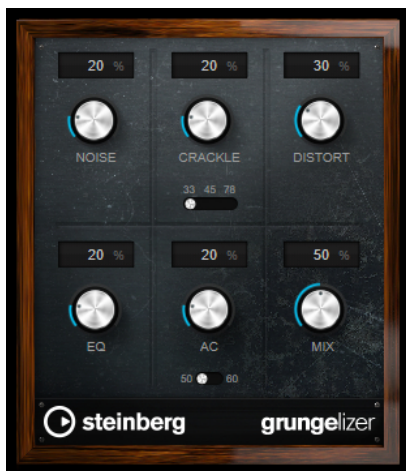 20 % 20 % 30 %
NOISE CRACKLE DISTORT
33 45 78
20 % 20 % 50 %
EQ AC MIX
50 60
steinberg grungelizer